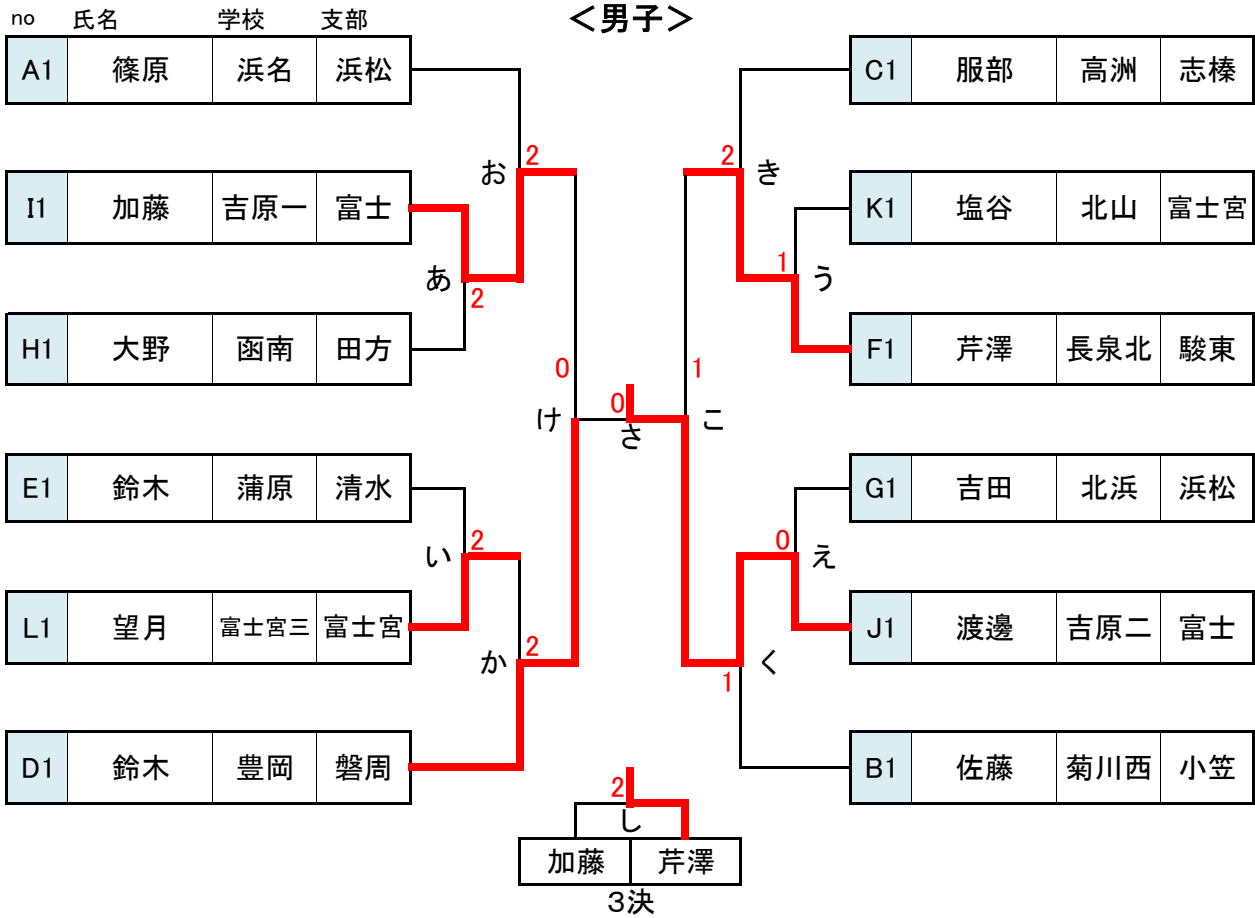 ＜男子＞
no 氏名 学校 支部
A1 篠原 浜名 浜松
C1 服部 高洲 志榛
お 2
2 き
I1 加藤 吉原一 富士
K1 塩谷 北山 富士宮
あ 2
1 う
H1 大野 函南 田方
F1 芹澤 長泉北 駿東
0
1
け 0 さ こ
E1 鈴木 蒲原 清水
G1 吉田 北浜 浜松
い 2
0 え
L1 望月 富士宮三 富士宮
J1 渡邊 吉原二 富士
か 2
1 く
D1 鈴木 豊岡 磐周
B1 佐藤 菊川西 小笠
2
し
加藤 芹澤
３決